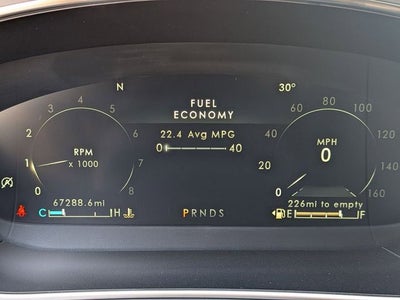 N
30°
FUEL
ECONOMY
22.4 Avg MPG
0 40
0 1 2 3 4 5 6 7 8
RPM
x 1000
0 20 40 60 80 100 120 140 160
MPH
0
67288.6mi
C H
PRNDS
226mi to empty
E F